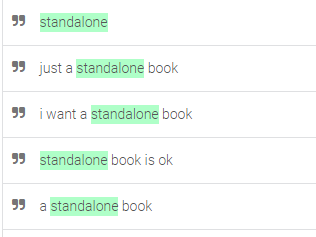 standalone
just a standalone book
i want a standalone book
standalone book is ok
a standalone book